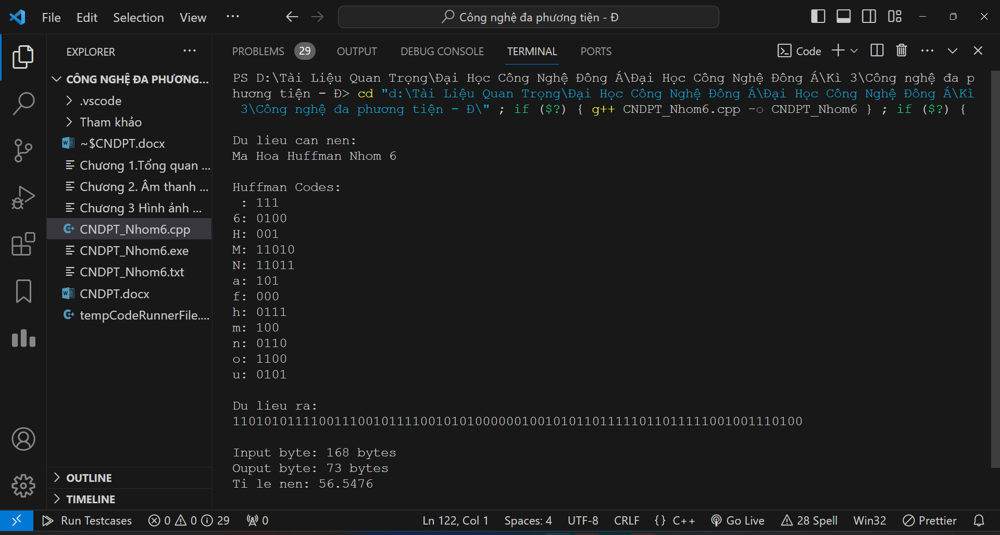 File Edit Selection View ···
Công nghệ đa phương tiện - Đ
EXPLORER
CÔNG NGHỆ ĐA PHƯƠNG...
.vscode
Tham khảo
~$CNDPT.docx
Chương 1.Tổng quan ...
Chương 2. Âm thanh ...
Chương 3 Hình ảnh ...
CNDPT_Nhom6.cpp
CNDPT_Nhom6.exe
CNDPT_Nhom6.txt
CNDPT.docx
tempCodeRunnerFile....
OUTLINE
TIMELINE
PROBLEMS 29 OUTPUT DEBUG CONSOLE TERMINAL PORTS Code
PS D:\Tài Liệu Quan Trọng\Đại Học Công Nghệ Đông Á\Đại Học Công Nghệ Đông Á\Kì 3\Công nghệ đa p
hương tiện - Đ> cd "d:\Tài Liệu Quan Trọng\Đại Học Công Nghệ Đông Á\Đại Học Công Nghệ Đông Á\Kì
3\Công nghệ đa phương tiện - Đ\" ; if ($?) { g++ CNDPT_Nhom6.cpp -o CNDPT_Nhom6 } ; if ($?) {
Du lieu can nen:
Ma Hoa Huffman Nhom 6
Huffman Codes:
 : 111
6: 0100
H: 001
M: 11010
N: 11011
a: 101
f: 000
h: 0111
m: 100
n: 0110
o: 1100
u: 0101
Du lieu ra:
1101010111100111001011110010101000000100101011011111011011111001001110100
Input byte: 168 bytes
Ouput byte: 73 bytes
Ti le nen: 56.5476
Run Testcases 0 0 29 0 Ln 122, Col 1 Spaces: 4 UTF-8 CRLF {} C++ Go Live 28 Spell Win32 Prettier